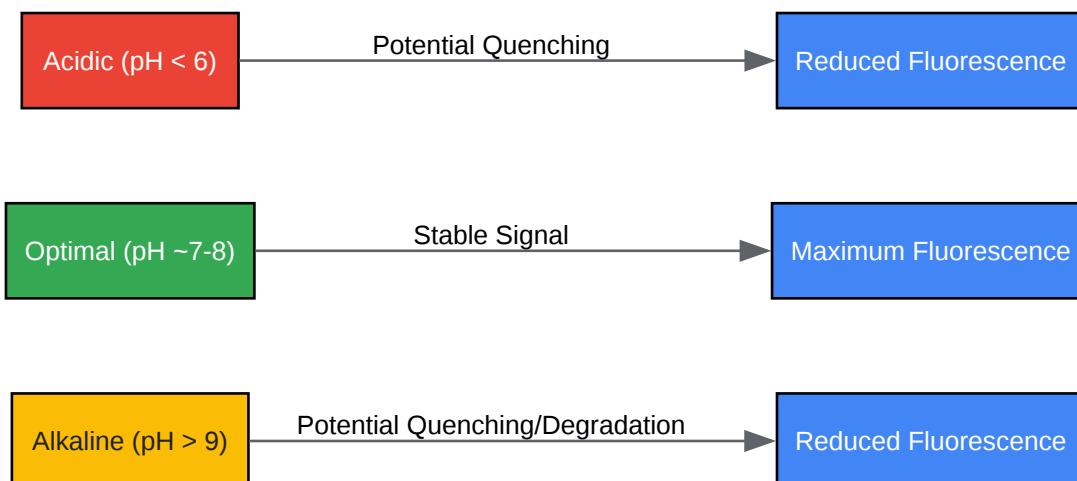 Acidic (pH < 6)
Potential Quenching
Reduced Fluorescence
Optimal (pH ~7-8)
Stable Signal
Maximum Fluorescence
Alkaline (pH > 9)
Potential Quenching/Degradation
Reduced Fluorescence